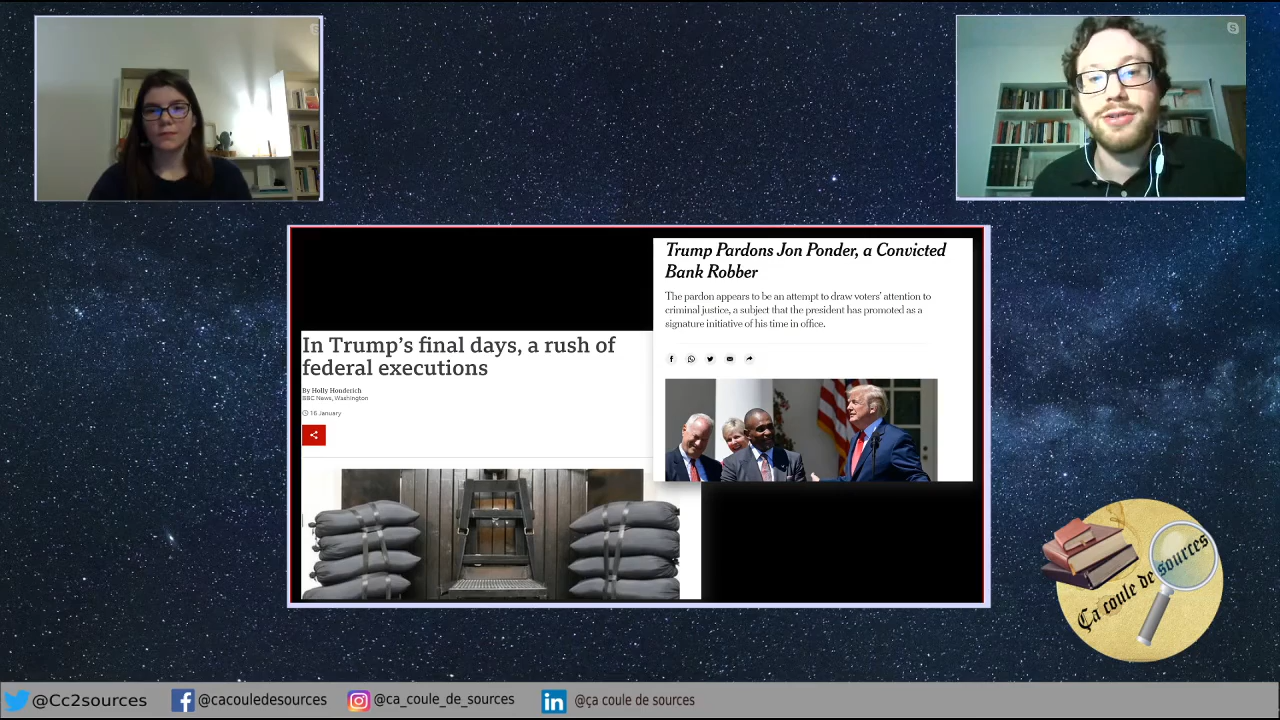 Trump Pardons Jon Ponder, a Convicted
Bank Robber
The pardon appears to be an attempt to draw voters' attention to
criminal justice, a subject that the president has promoted as a
signature initiative of his time in office.
In Trump's final days, a rush of
federal executions
By Holly Honderich
BBC News, Washington
16 January
Ça coule de sources
@Cc2sources
@cacouledesources
@ca_coule_de_sources
@ça coule de sources